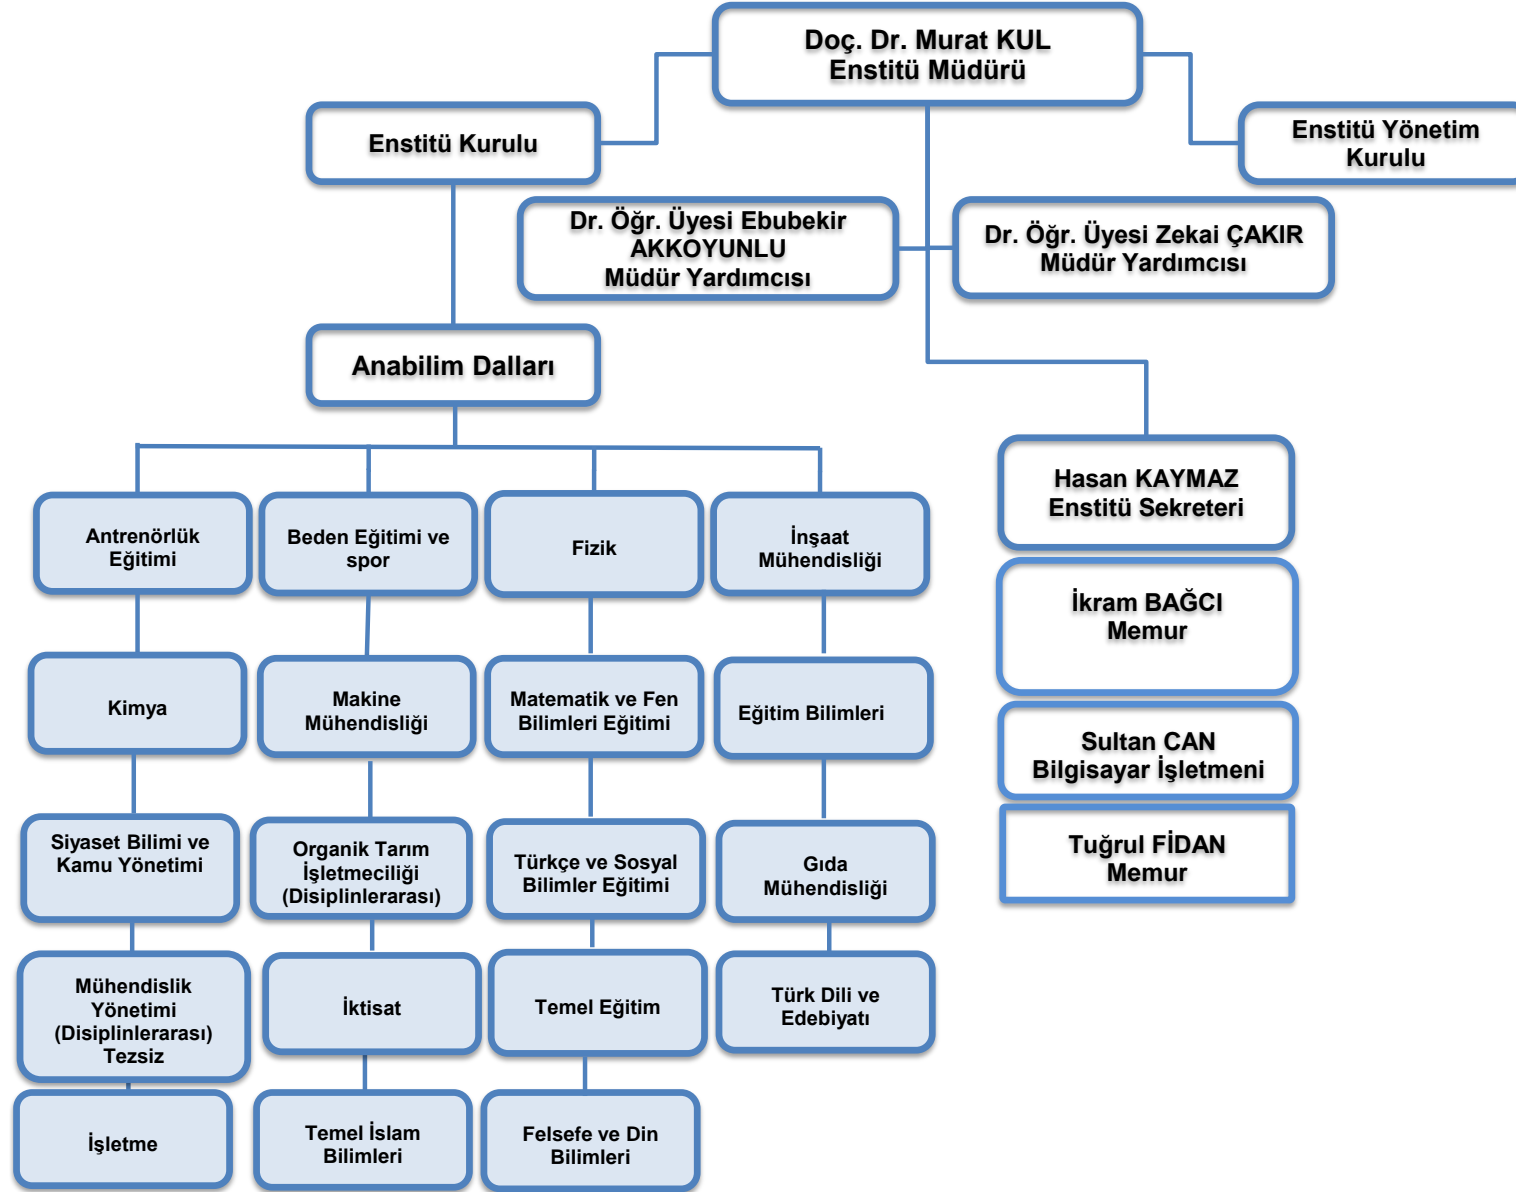 Doç. Dr. Murat KUL
Enstitü Müdürü
Enstitü Kurulu
Enstitü Yönetim
Kurulu
Dr. Öğr. Üyesi Ebubekir
AKKOYUNLU
Müdür Yardımcısı
Dr. Öğr. Üyesi Zekai ÇAKIR
Müdür Yardımcısı
Anabilim Dalları
Hasan KAYMAZ
Enstitü Sekreteri
İkram BAĞCI
Memur
Sultan CAN
Bilgisayar İşletmeni
Tuğrul FİDAN
Memur
Antrenörlük
Eğitimi
Beden Eğitimi ve
spor
Fizik
İnşaat
Mühendisliği
Kimya
Makine
Mühendisliği
Matematik ve Fen
Bilimleri Eğitimi
Eğitim Bilimleri
Siyaset Bilimi ve
Kamu Yönetimi
Organik Tarım
İşletmeciliği
(Disiplinlerarası)
Türkçe ve Sosyal
Bilimler Eğitimi
Gıda
Mühendisliği
Mühendislik
Yönetimi
(Disiplinlerarası)
Tezsiz
İktisat
Temel Eğitim
Türk Dili ve
Edebiyatı
İşletme
Temel İslam
Bilimleri
Felsefe ve Din
Bilimleri